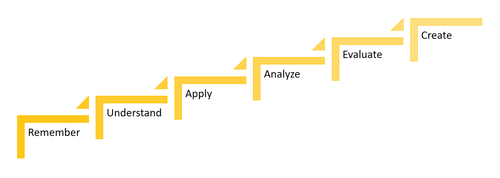 Remember
Understand
Apply
Analyze
Evaluate
Create